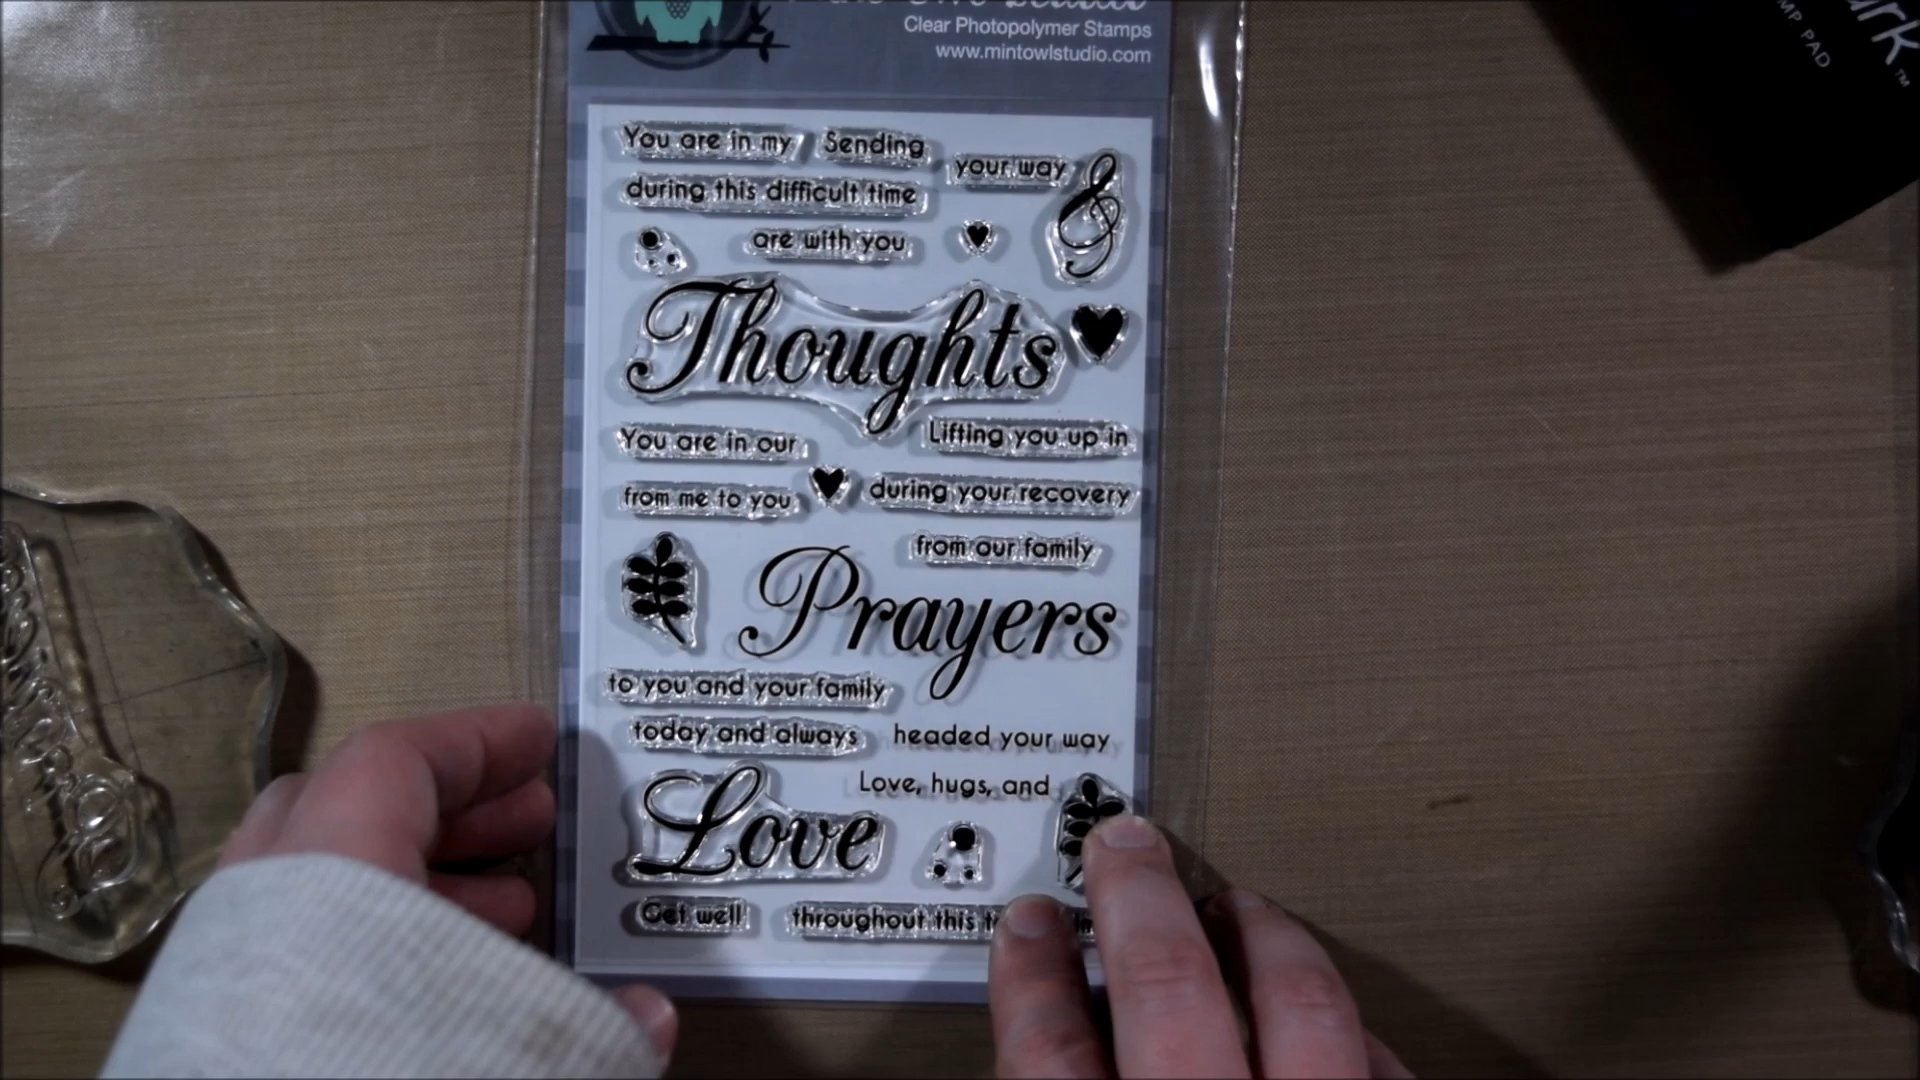 Clear Photopolymer Stamps
www.mintowlstudio.com
MP PAD
You are in my
Sending
your way
&
during this difficult time
are with you
Thoughts
You are in our
Lifting you up in
from me to you
during your recovery
from our family
Prayers
to you and your family
today and always
headed your way
Love, hugs, and
Love
Get well
throughout this